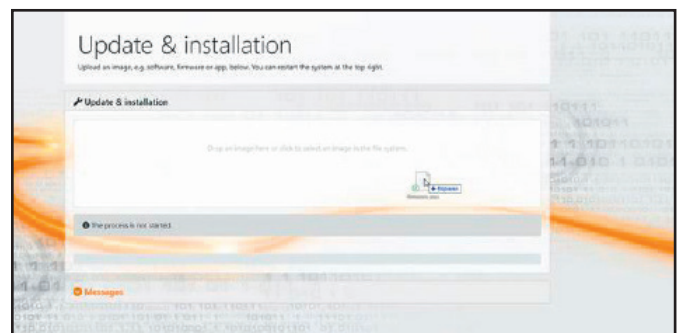 Update & installation
Upload an image, e.g. software, firmware or app, below. You can restart the system at the top right.
Update & installation
Drop an image here or click to select an image in the file system.
The process is not started.
Messages